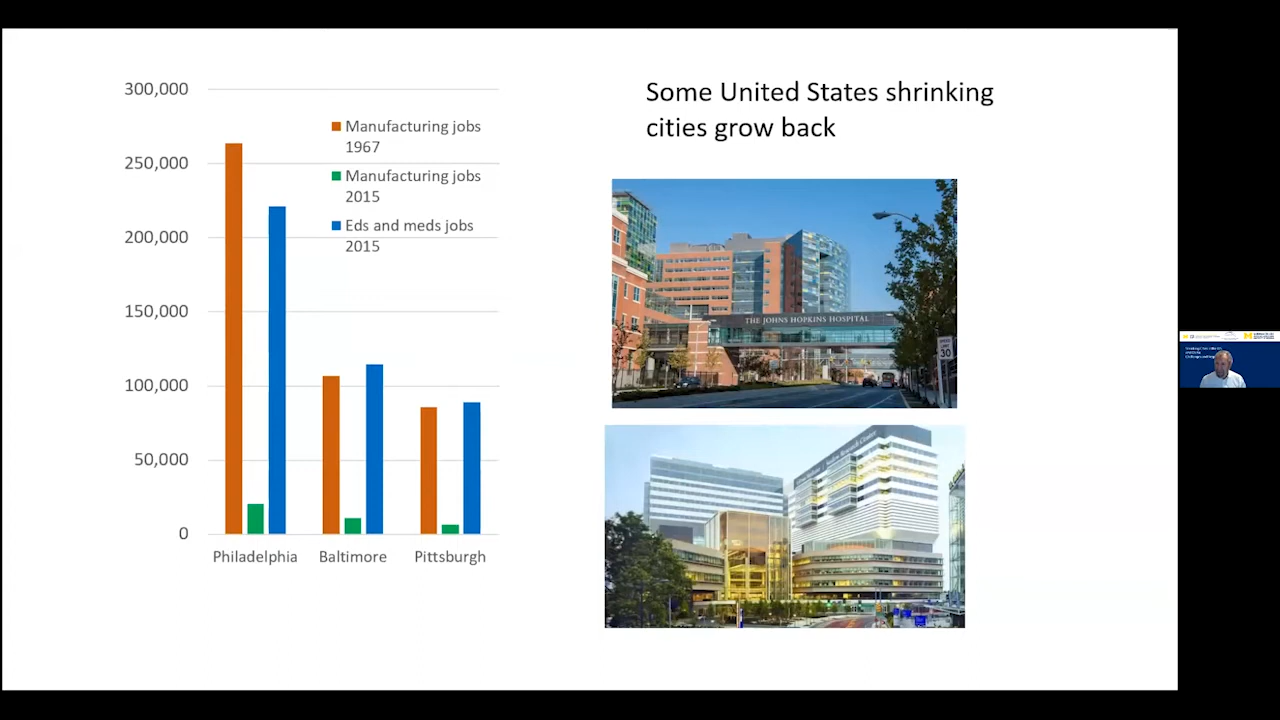 Some United States shrinking
cities grow back
300,000
250,000
200,000
150,000
100,000
50,000
0
Manufacturing jobs
1967
Manufacturing jobs
2015
Eds and meds jobs
2015
Philadelphia
Baltimore
Pittsburgh
THE JOHNS HOPKINS HOSPITAL
SPEED
LIMIT
30